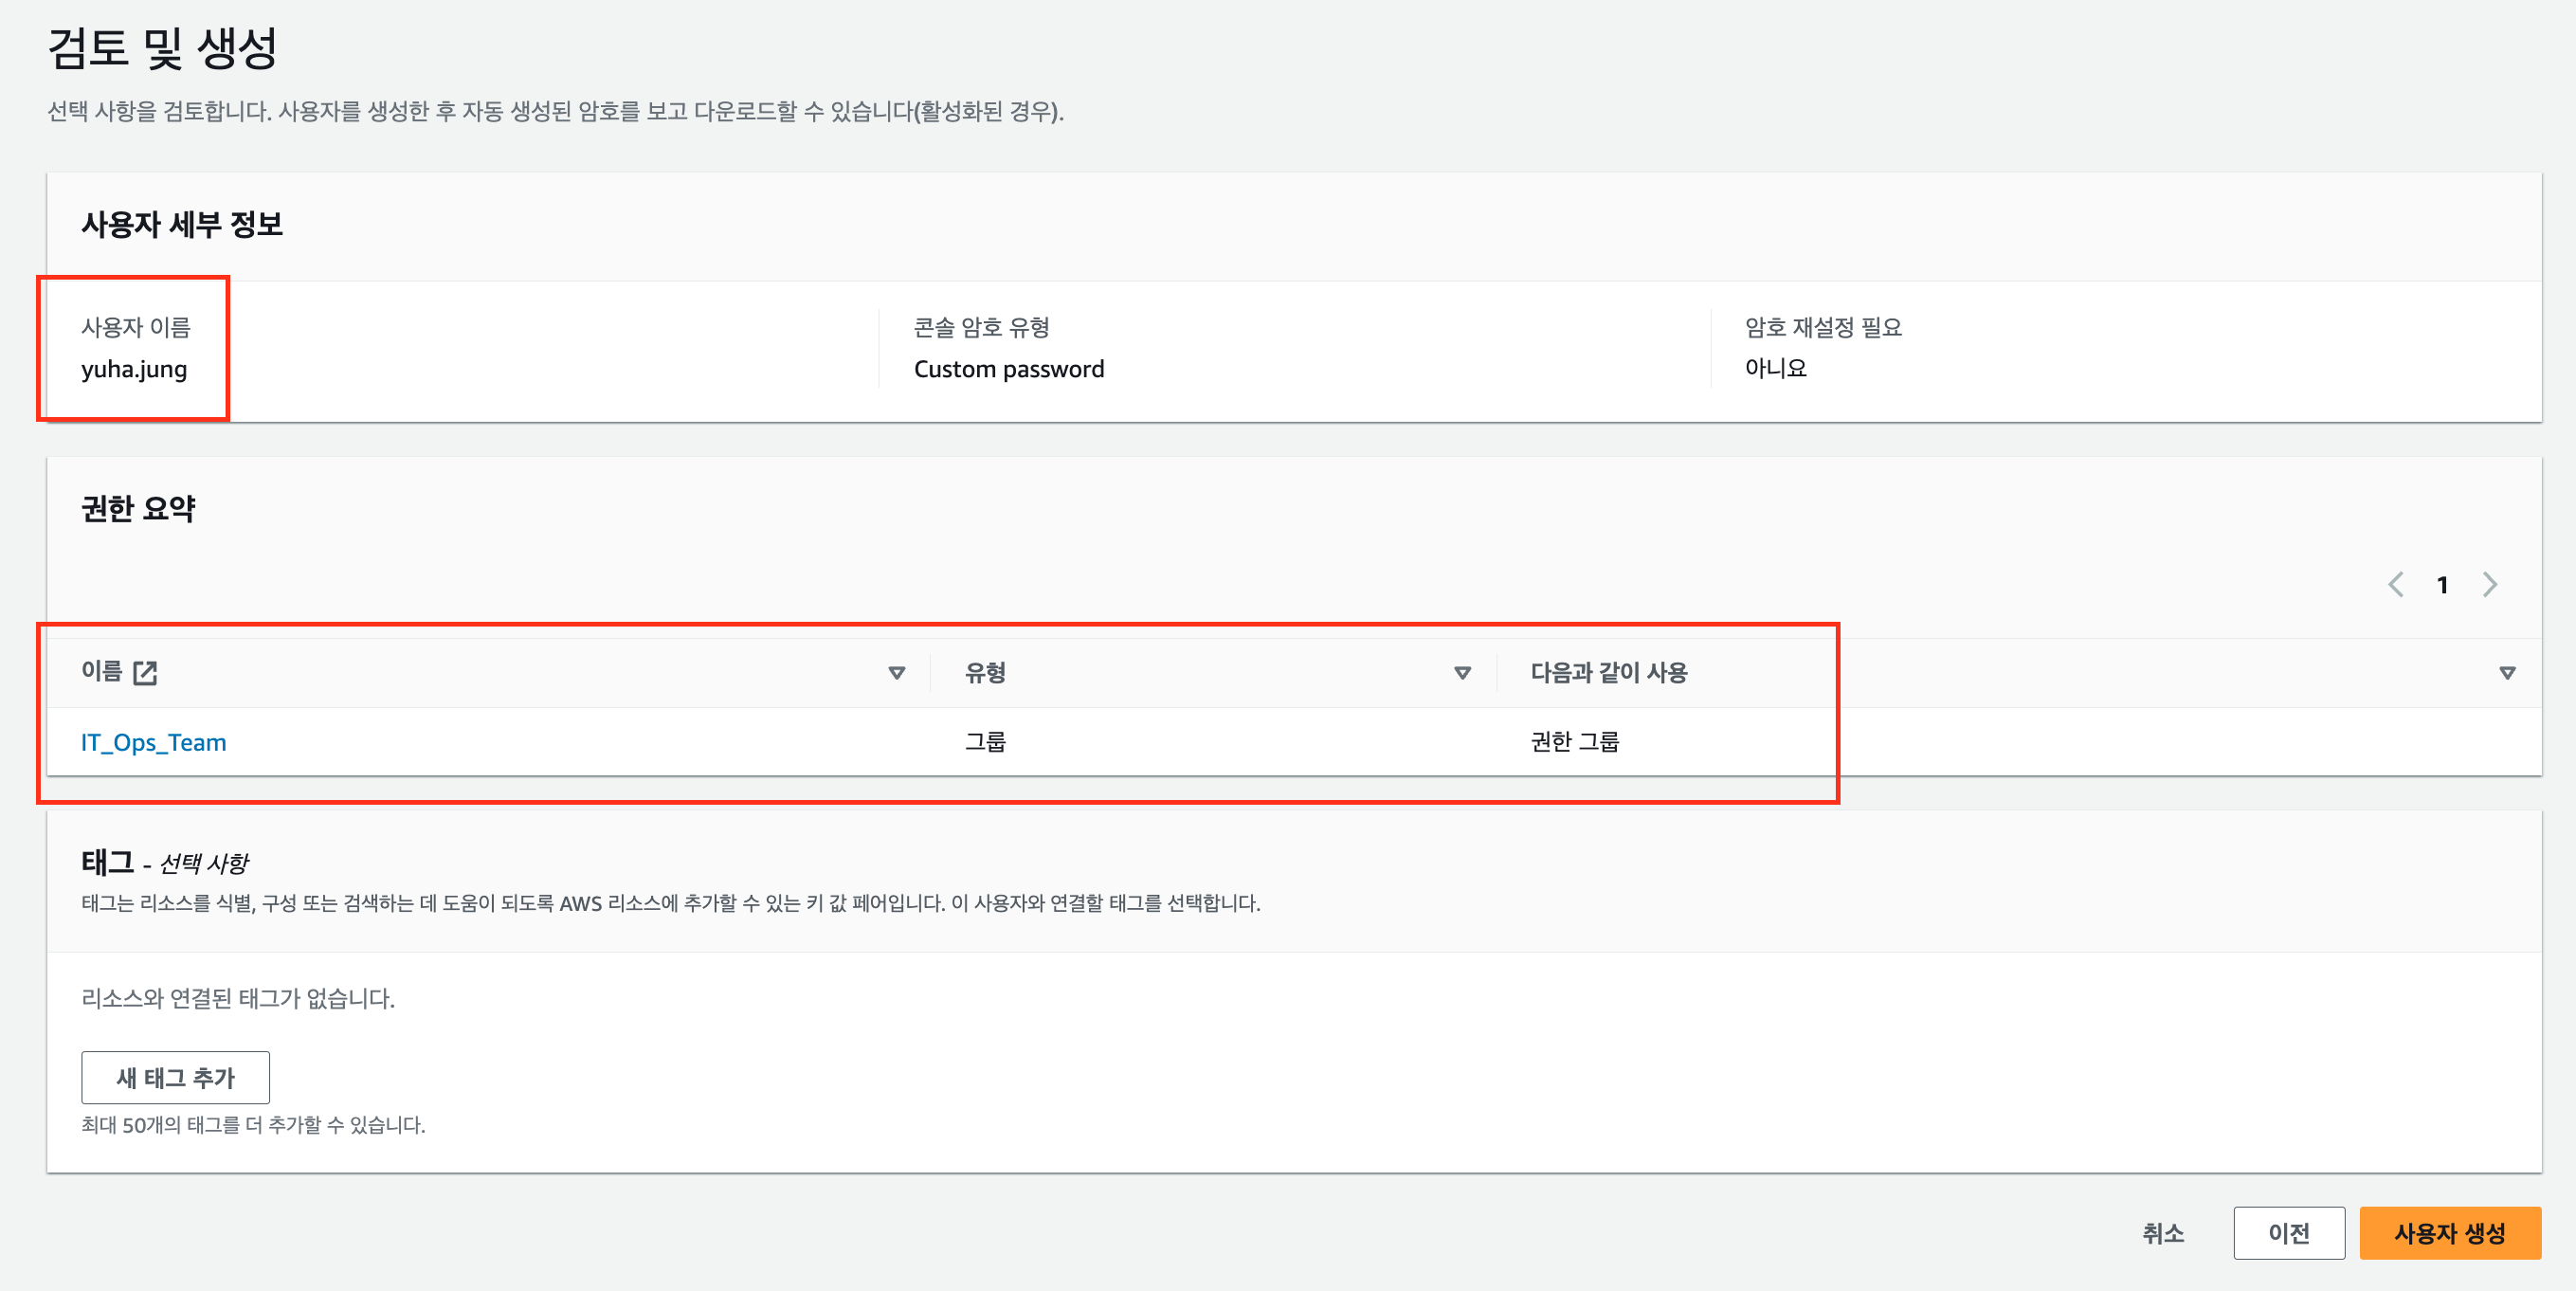 검토 및 생성
선택 사항을 검토합니다. 사용자를 생성한 후 자동 생성된 암호를 보고 다운로드할 수 있습니다(활성화된 경우).
사용자 세부 정보
사용자 이름 콘솔 암호 유형 암호 재설정 필요
yuha.jung Custom password 아니요
권한 요약
1
이름 유형 다음과 같이 사용
IT_Ops_Team 그룹 권한 그룹
태그 - 선택 사항
태그는 리소스를 식별, 구성 또는 검색하는 데 도움이 되도록 AWS 리소스에 추가할 수 있는 키 값 페어입니다. 이 사용자와 연결할 태그를 선택합니다.
리소스와 연결된 태그가 없습니다.
새 태그 추가
최대 50개의 태그를 더 추가할 수 있습니다.
취소 이전 사용자 생성